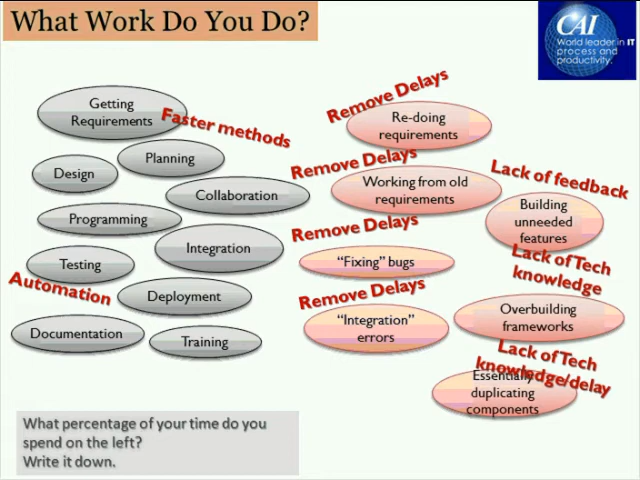 What Work Do You Do?
CAI
World leader in IT
process and
productivity.
Getting
Requirements
Faster methods
Planning
Design
Collaboration
Programming
Integration
Testing
Automation
Deployment
Documentation
Training
Remove Delays
Re-doing
requirements
Remove Delays
Working from old
requirements
Lack of feedback
Building
unneeded
features
Remove Delays
"Fixing" bugs
Lack of Tech
knowledge
Remove Delays
"Integration"
errors
Overbuilding
frameworks
Lack of Tech
knowledge/delay
Essentially
duplicating
components
What percentage of your time do you
spend on the left?
Write it down.